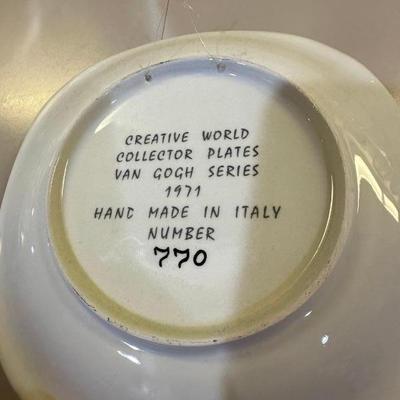 CREATIVE WORLD
COLLECTOR PLATES
VAN GOGH SERIES
1971
HAND MADE IN ITALY
NUMBER
770